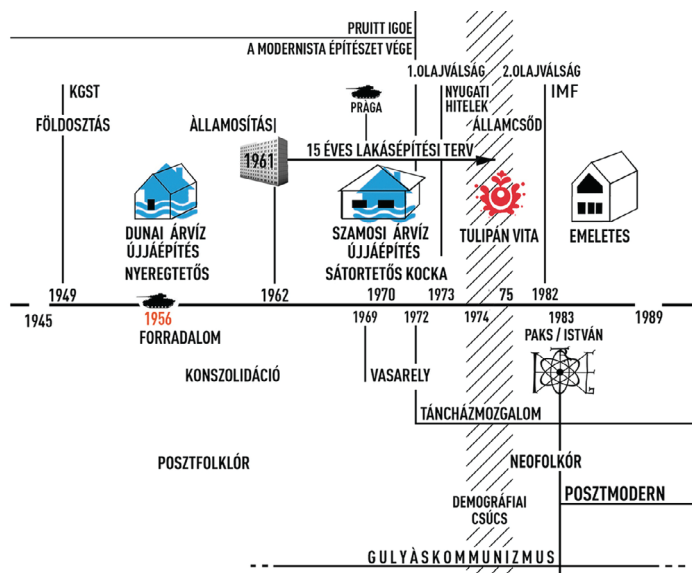 PRUITT IGOE
A MODERNISTA ÉPÍTÉSZET VÉGE
1.OLAJVÁLSÁG
2.OLAJVÁLSÁG
KGST
NYUGATI
HITELEK
IMF
PRÁGA
FÖLDOSZTÁS
ÁLLAMOSÍTÁS
ÁLLAMCSŐD
15 ÉVES LAKÁSÉPÍTÉSI TERV
1961
DUNAI ÁRVÍZ
ÚJJÁÉPÍTÉS
NYEREGTETŐS
SZAMOSI ÁRVÍZ
ÚJJÁÉPÍTÉS
SÁTORTETŐS KOCKA
TULIPÁN VITA
EMELETES
1949
1962
1970
1973
75
1982
1945
1956
1969
1972
1974
1983
1989
FORRADALOM
PAKS / ISTVÁN
KONSZOLIDÁCIÓ
VASARELY
TÁNCHÁZMOZGALOM
POSZTFOLKLÓR
NEOFOLKÓR
POSZTMODERN
DEMOGRÁFIAI
CSÚCS
GULYÁSKOMMUNIZMUS